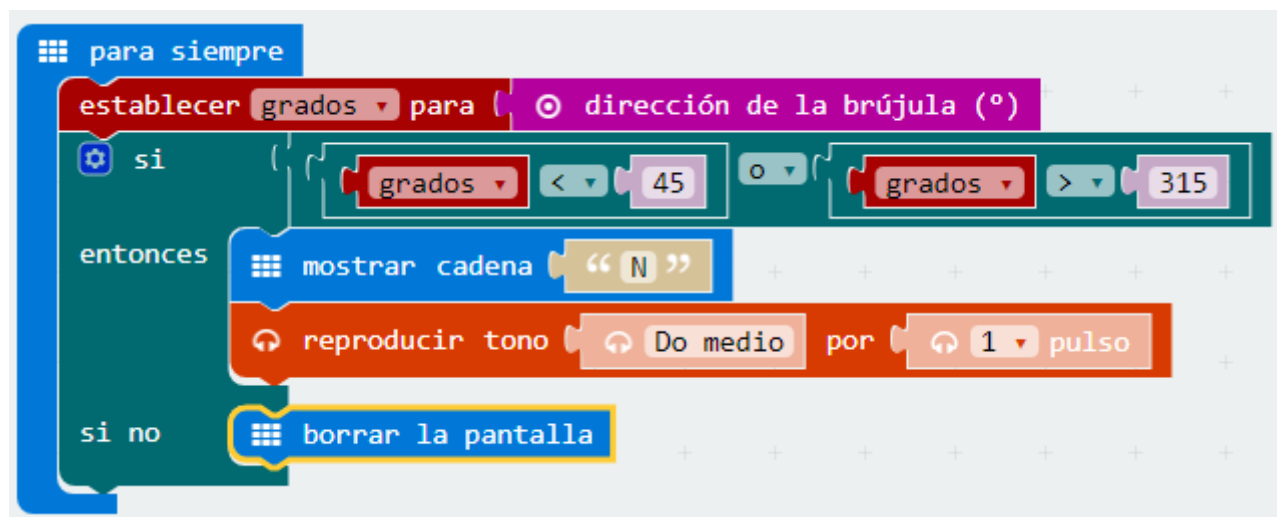 para siempre
establecer grados para dirección de la brújula (º)
si grados < 45 o grados > 315
entonces mostrar cadena “ N ”
reproducir tono Do medio por 1 pulso
si no borrar la pantalla